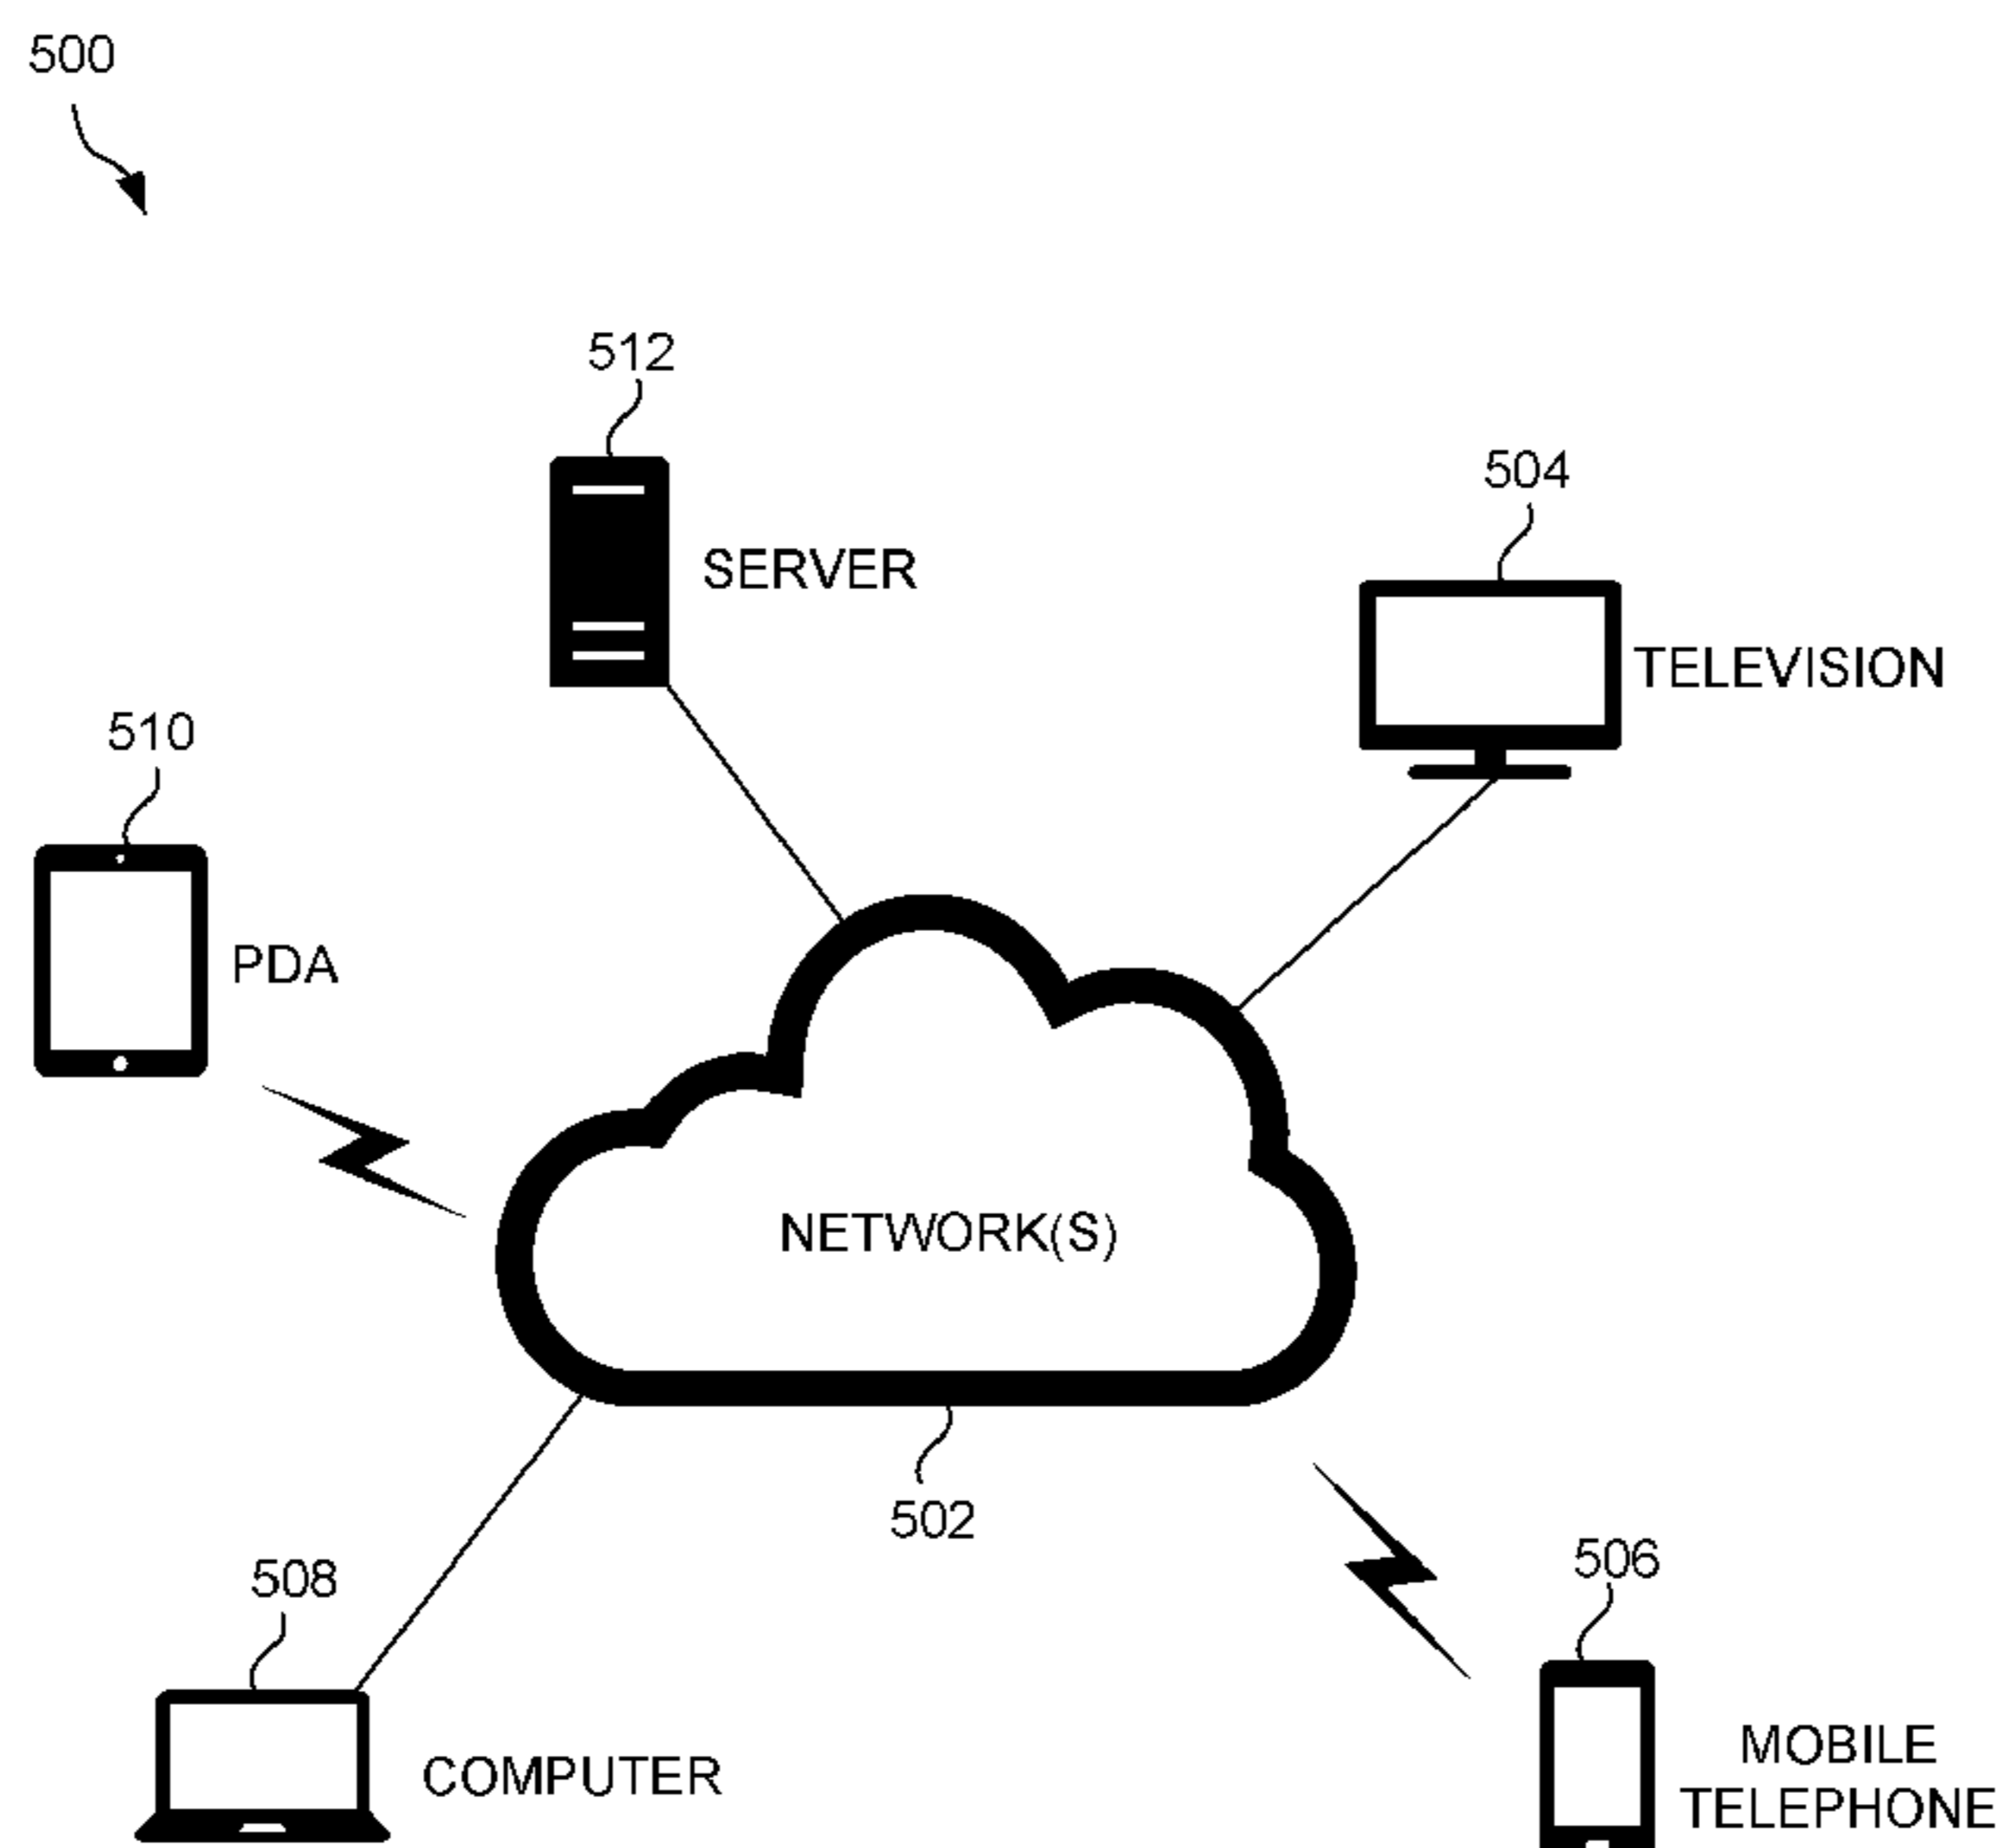 500
512
SERVER
504
TELEVISION
510
PDA
NETWORK(S)
502
508
COMPUTER
506
MOBILE
TELEPHONE